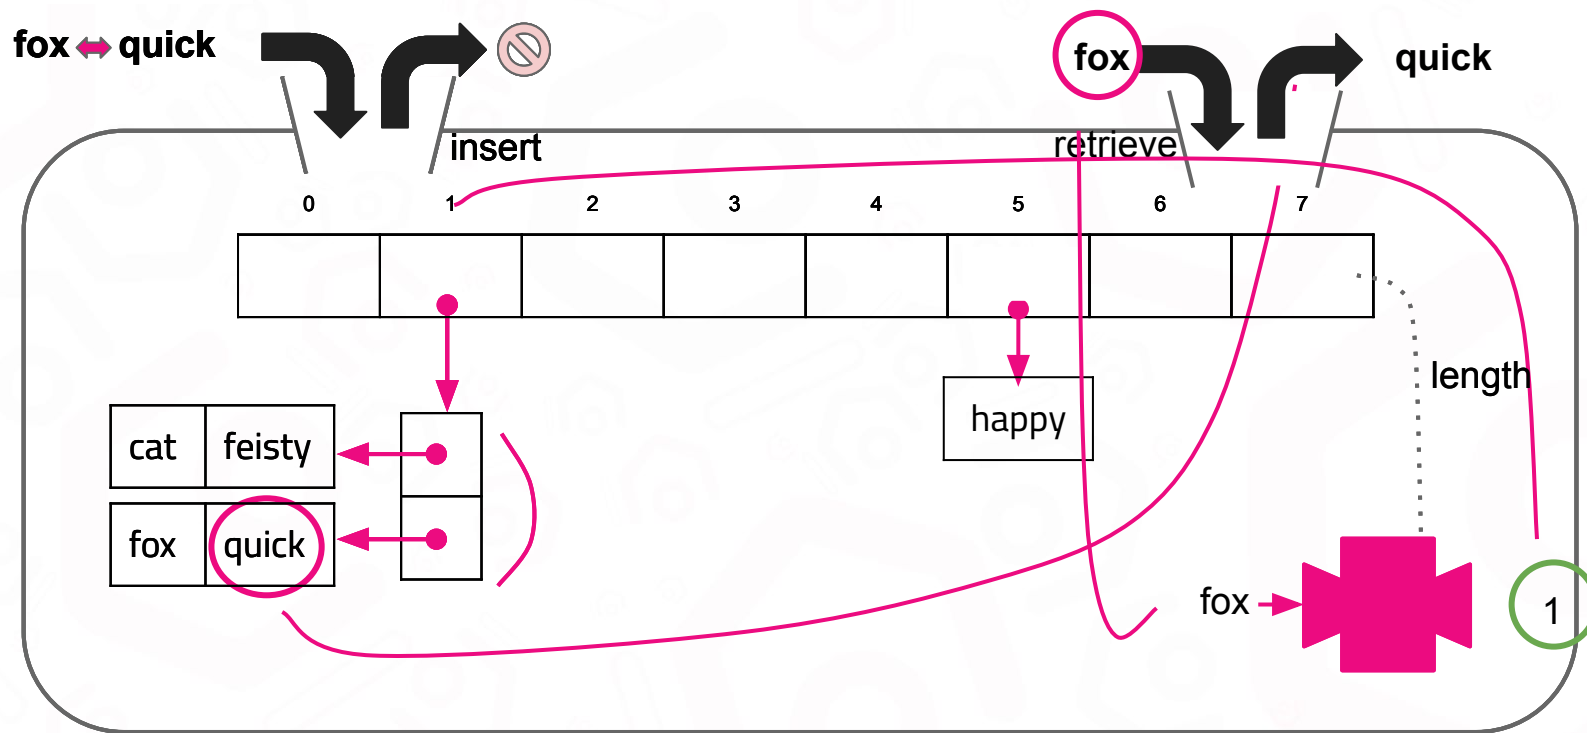 fox quick
fox quick
insert
retrieve
0 1 2 3 4 5 6 7
length
happy
cat feisty
fox quick
fox 1